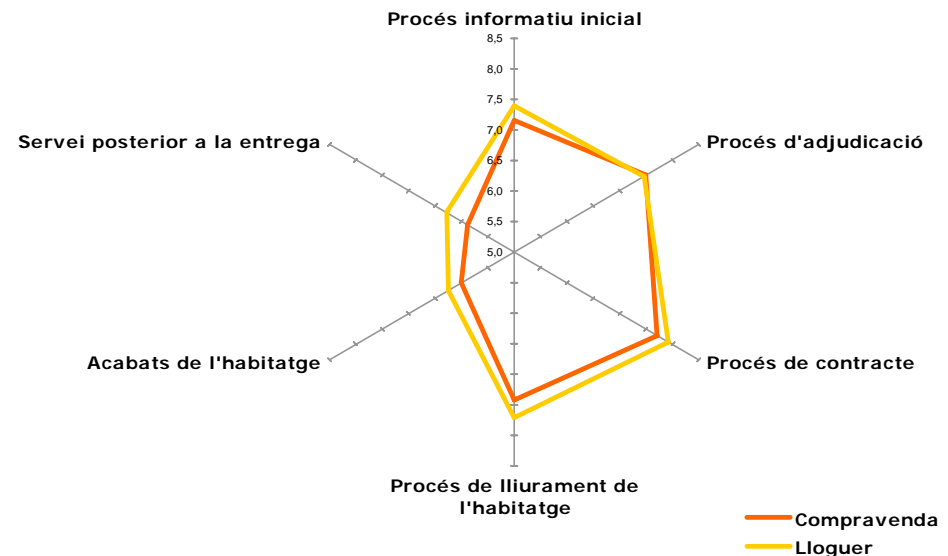 Procés informatiu inicial
8,5
8,0
7,5
7,0
6,5
6,0
5,5
5,0
Servei posterior a la entrega
Procés d'adjudicació
Acabats de l'habitatge
Procés de contracte
Procés de lliurament de
l'habitatge
Compravenda
Lloguer